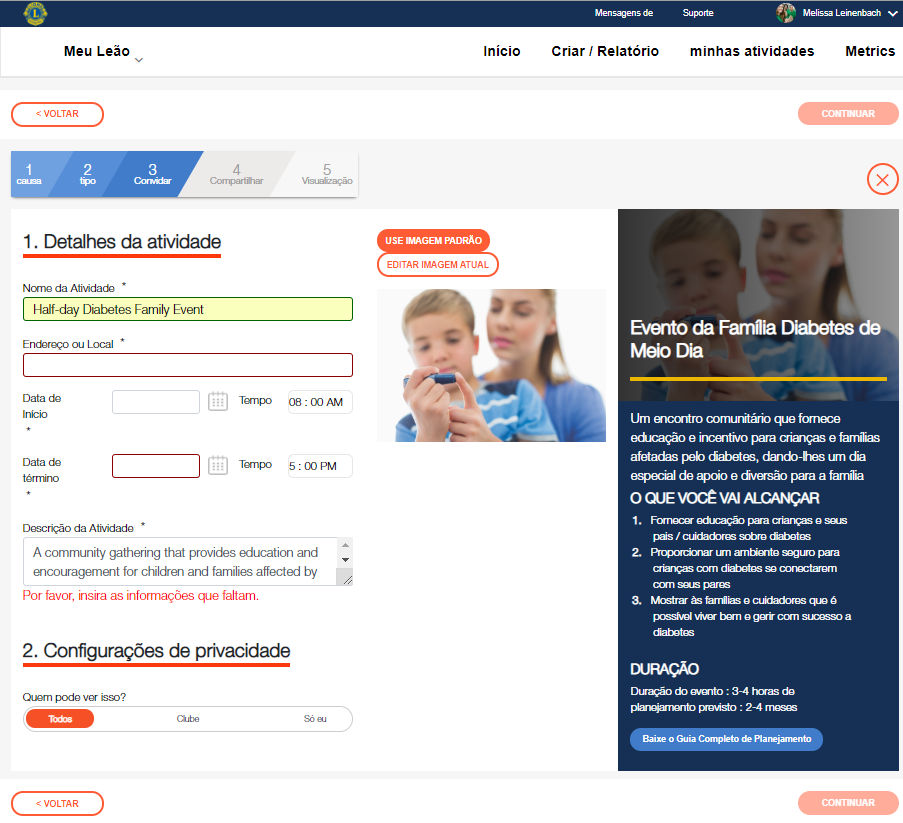 Mensagens de
Suporte
Melissa Leinenbach
Meu Leão
Início
Criar / Relatório
minhas atividades
Metrics
< VOLTAR
CONTINUAR
1
causa
2
tipo
3
Convidar
4
Compartilhar
5
Visualização
1. Detalhes da atividade
Nome da Atividade *
Half-day Diabetes Family Event
Endereço ou Local *
Data de
Início
*
Tempo
08 : 00 AM
Data de
término
*
Tempo
5 : 00 PM
Descrição da Atividade *
A community gathering that provides education and
encouragement for children and families affected by
Por favor, insira as informações que faltam.
2. Configurações de privacidade
Quem pode ver isso?
Todos
Clube
Só eu
USE IMAGEM PADRÃO
EDITAR IMAGEM ATUAL
Evento da Família Diabetes de
Meio Dia
Um encontro comunitário que fornece
educação e incentivo para crianças e famílias
afetadas pelo diabetes, dando-lhes um dia
especial de apoio e diversão para a família
O QUE VOCÊ VAI ALCANÇAR
1. Fornecer educação para crianças e seus
pais / cuidadores sobre diabetes
2. Proporcionar um ambiente seguro para
crianças com diabetes se conectarem
com seus pares
3. Mostrar às famílias e cuidadores que é
possível viver bem e gerir com sucesso a
diabetes
DURAÇÃO
Duração do evento : 3-4 horas de
planejamento previsto : 2-4 meses
Baixe o Guia Completo de Planejamento
< VOLTAR
CONTINUAR